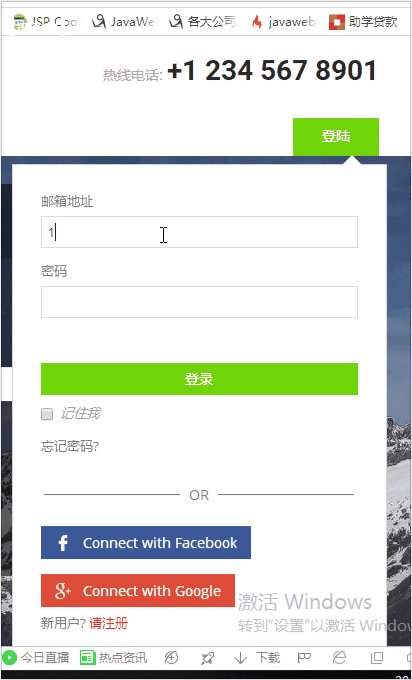 JSP Coo JavaWe 各大公司 javaweb 助学贷款
热线电话: +1 234 567 8901
登陆
邮箱地址
1
密码
登录
记住我
忘记密码?
OR
Connect with Facebook
Connect with Google
新用户? 请注册
激活 Windows
转到“设置”以激活 Windo
今日直播 热点资讯 下载